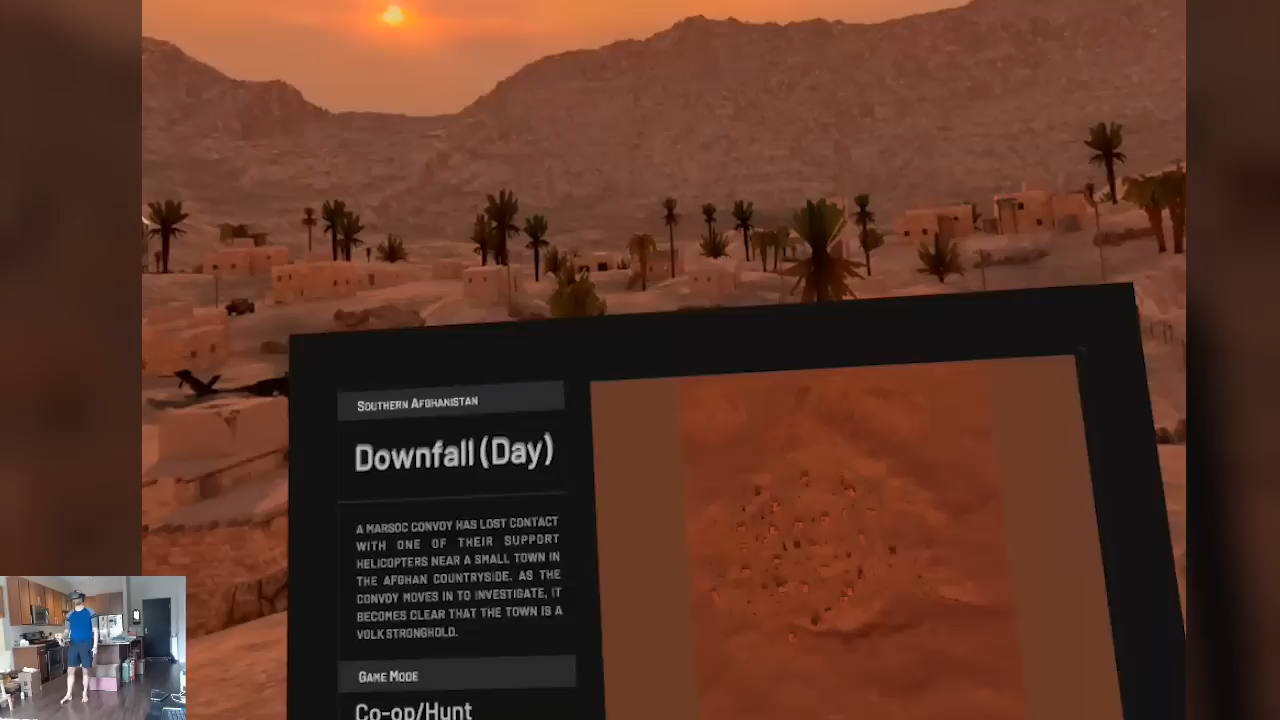 Southern Afghanistan
Downfall (Day)
A MARSOC CONVOY HAS LOST CONTACT
WITH ONE OF THEIR SUPPORT
HELICOPTERS NEAR A SMALL TOWN IN
THE AFGHAN COUNTRYSIDE. AS THE
CONVOY MOVES IN TO INVESTIGATE, IT
BECOMES CLEAR THAT THE TOWN IS A
VOLK STRONGHOLD.
Game Mode
Co-op/Hunt